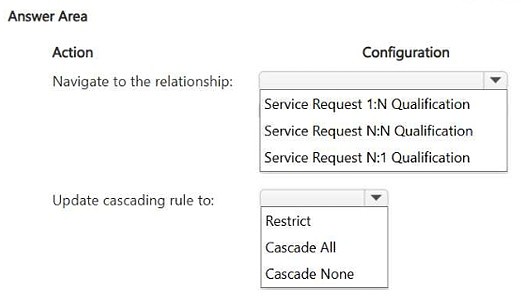 Answer Area
Action Configuration
Navigate to the relationship:
Service Request 1:N Qualification
Service Request N:N Qualification
Service Request N:1 Qualification
Update cascading rule to:
Restrict
Cascade All
Cascade None